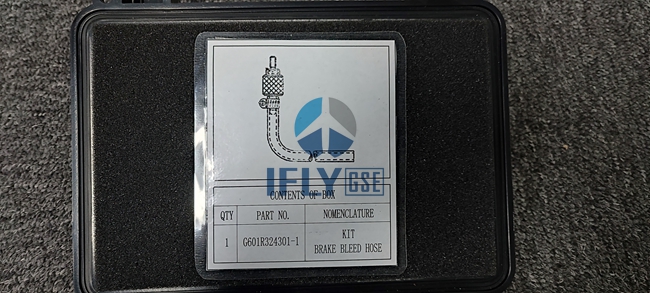 IFLY GSE
CONTENTS OF BOX
QTY PART NO. NOMENCLATURE
1 G601R324301-1 KIT
BRAKE BLEED HOSE